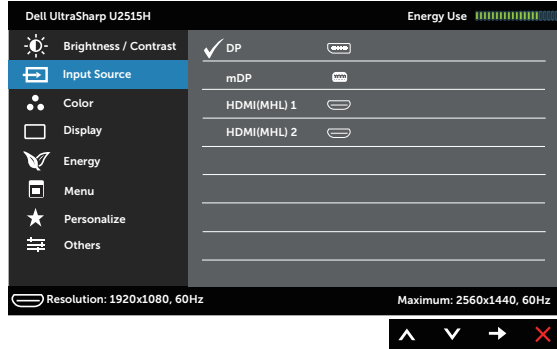 Dell UltraSharp U2515H
Energy Use
Brightness / Contrast
Input Source
Color
Display
Energy
Menu
Personalize
Others
DP
mDP
HDMI(MHL) 1
HDMI(MHL) 2
Resolution: 1920x1080, 60Hz
Maximum: 2560x1440, 60Hz